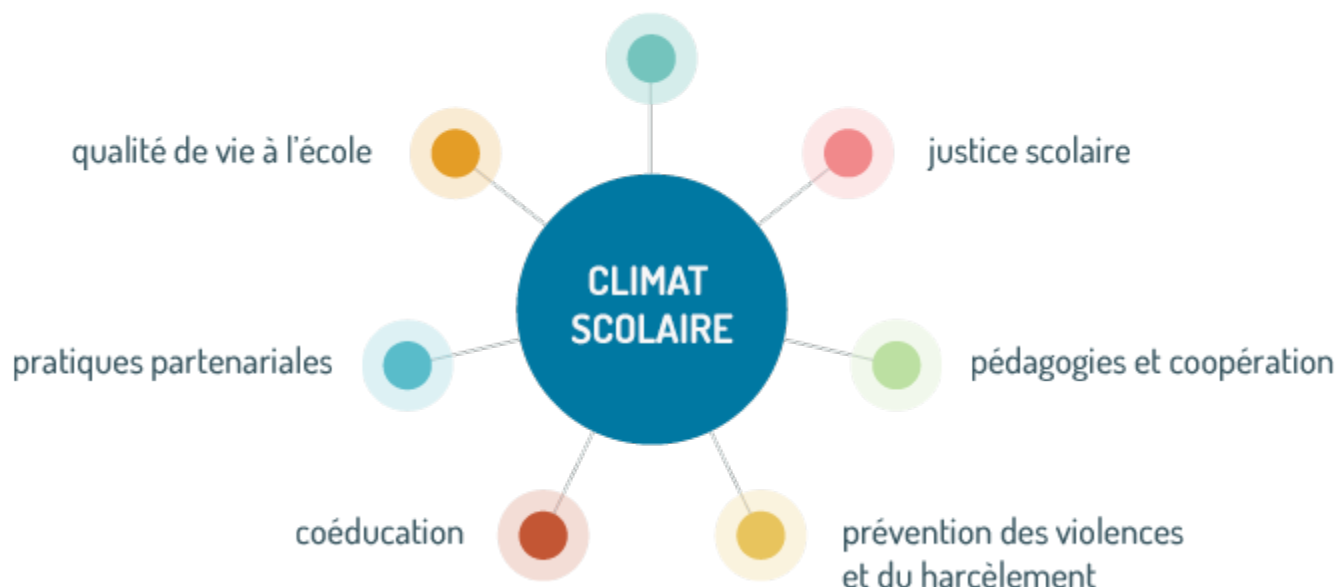 qualité de vie à l'école
justice scolaire
CLIMAT
SCOLAIRE
pratiques partenariales
pédagogies et coopération
coéducation
prévention des violences
et du harcèlement